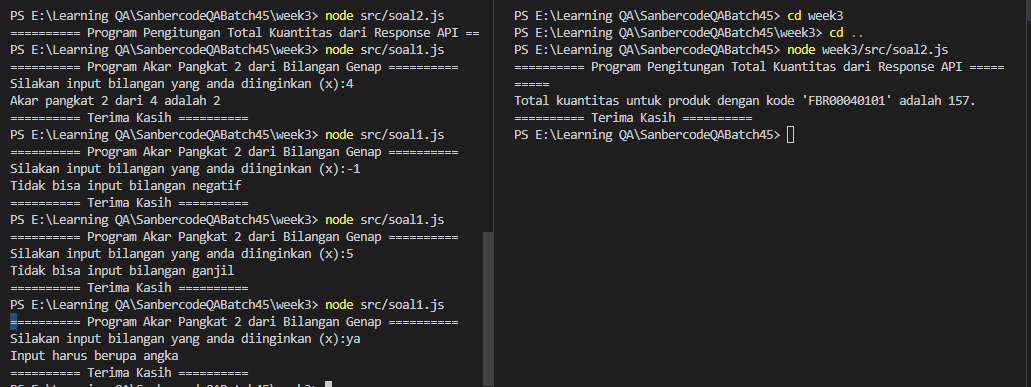 PS E:\Learning QA\SanbercodeQABatch45\week3> node src/soal2.js
========== Program Pengitungan Total Kuantitas dari Response API ==
PS E:\Learning QA\SanbercodeQABatch45\week3> node src/soal1.js
========== Program Akar Pangkat 2 dari Bilangan Genap ==========
Silakan input bilangan yang anda diinginkan (x):4
Akar pangkat 2 dari 4 adalah 2
========== Terima Kasih ==========
PS E:\Learning QA\SanbercodeQABatch45\week3> node src/soal1.js
========== Program Akar Pangkat 2 dari Bilangan Genap ==========
Silakan input bilangan yang anda diinginkan (x):-1
Tidak bisa input bilangan negatif
========== Terima Kasih ==========
PS E:\Learning QA\SanbercodeQABatch45\week3> node src/soal1.js
========== Program Akar Pangkat 2 dari Bilangan Genap ==========
Silakan input bilangan yang anda diinginkan (x):5
Tidak bisa input bilangan ganjil
========== Terima Kasih ==========
PS E:\Learning QA\SanbercodeQABatch45\week3> node src/soal1.js
========== Program Akar Pangkat 2 dari Bilangan Genap ==========
Silakan input bilangan yang anda diinginkan (x):ya
Input harus berupa angka
========== Terima Kasih ==========
PS E:\Learning QA\SanbercodeQABatch45\week3>
PS E:\Learning QA\SanbercodeQABatch45> cd week3
PS E:\Learning QA\SanbercodeQABatch45\week3> cd ..
PS E:\Learning QA\SanbercodeQABatch45> node week3/src/soal2.js
========== Program Pengitungan Total Kuantitas dari Response API =====
=====
Total kuantitas untuk produk dengan kode 'FBR00040101' adalah 157.
========== Terima Kasih ==========
PS E:\Learning QA\SanbercodeQABatch45>